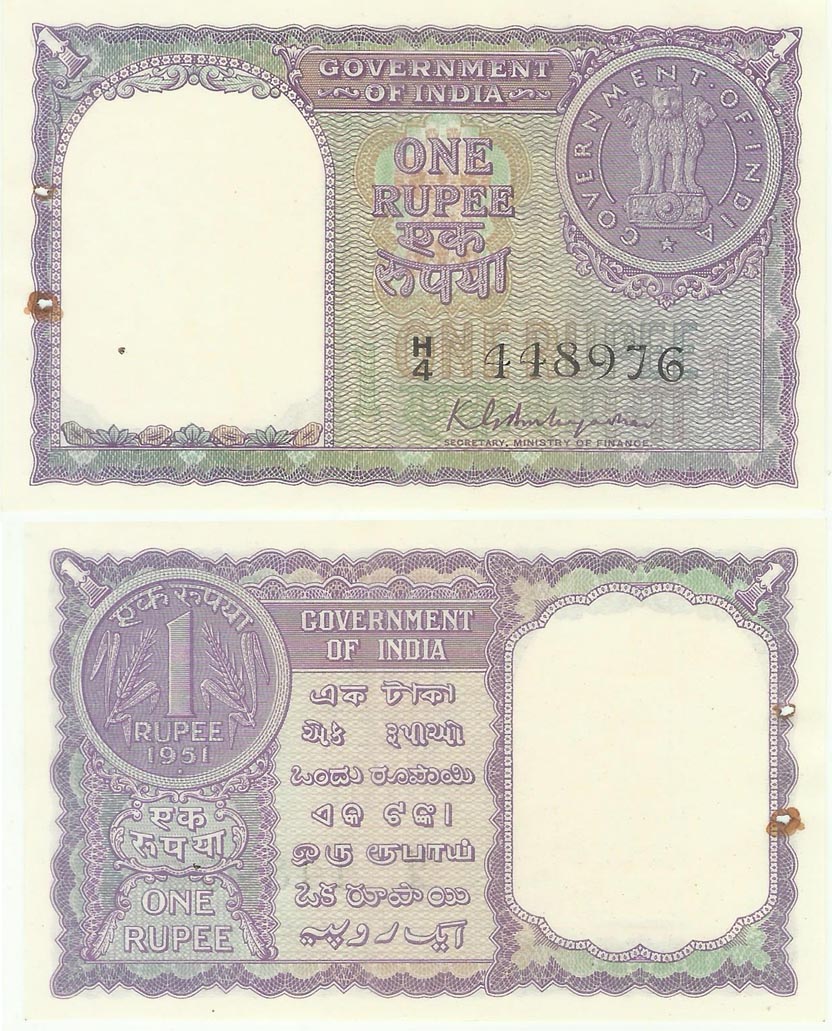 1
1
GOVERNMENT
OF INDIA
GOVERNMENT·OF·INDIA
ONE
RUPEE
एक
रूपया
ONE RUPEE
H
4
448976
SECRETARY, MINISTRY OF FINANCE.
1
1
एक रूपया
1
RUPEE
1951
GOVERNMENT
OF INDIA
এক টাকা
એક રૂપીઓ
ಒಂದು ರೂಪಾಯಿ
ଏକ ଟଙ୍କା
ஒரு ரூபாய்
ఒక రూపాయి
ایک روپیہ
एक
रूपया
ONE
RUPEE